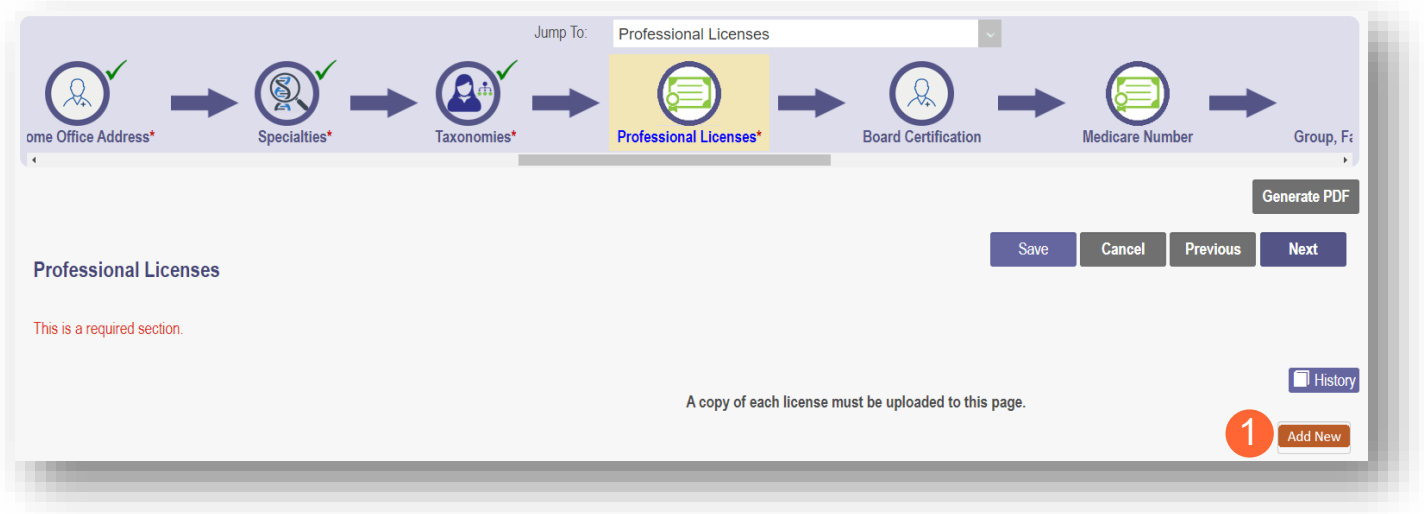 Jump To: Professional Licenses
ome Office Address* Specialties* Taxonomies* Professional Licenses* Board Certification Medicare Number Group, Fa
Generate PDF
Save Cancel Previous Next
Professional Licenses
This is a required section.
History
A copy of each license must be uploaded to this page.
1 Add New